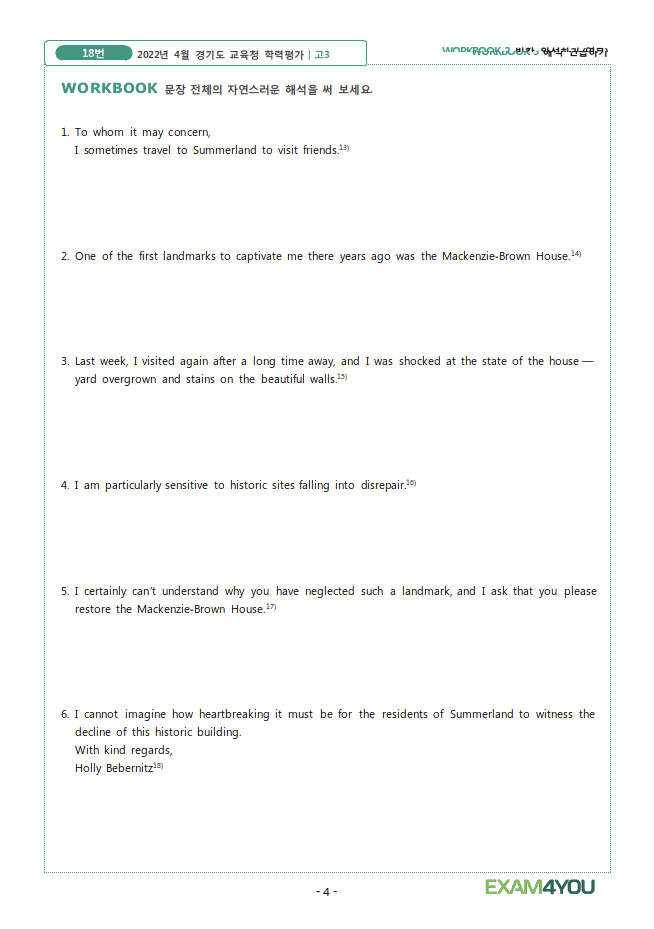 18번 2022년 4월 경기도 교육청 학력평가 | 고3
WORKBOOK 문장 전체의 자연스러운 해석을 써 보세요.
1. To whom it may concern,
I sometimes travel to Summerland to visit friends.13)
2. One of the first landmarks to captivate me there years ago was the Mackenzie-Brown House.14)
3. Last week, I visited again after a long time away, and I was shocked at the state of the house —
yard overgrown and stains on the beautiful walls.15)
4. I am particularly sensitive to historic sites falling into disrepair.16)
5. I certainly can't understand why you have neglected such a landmark, and I ask that you please
restore the Mackenzie-Brown House.17)
6. I cannot imagine how heartbreaking it must be for the residents of Summerland to witness the
decline of this historic building.
With kind regards,
Holly Bebernitz18)
- 4 -
EXAM4YOU